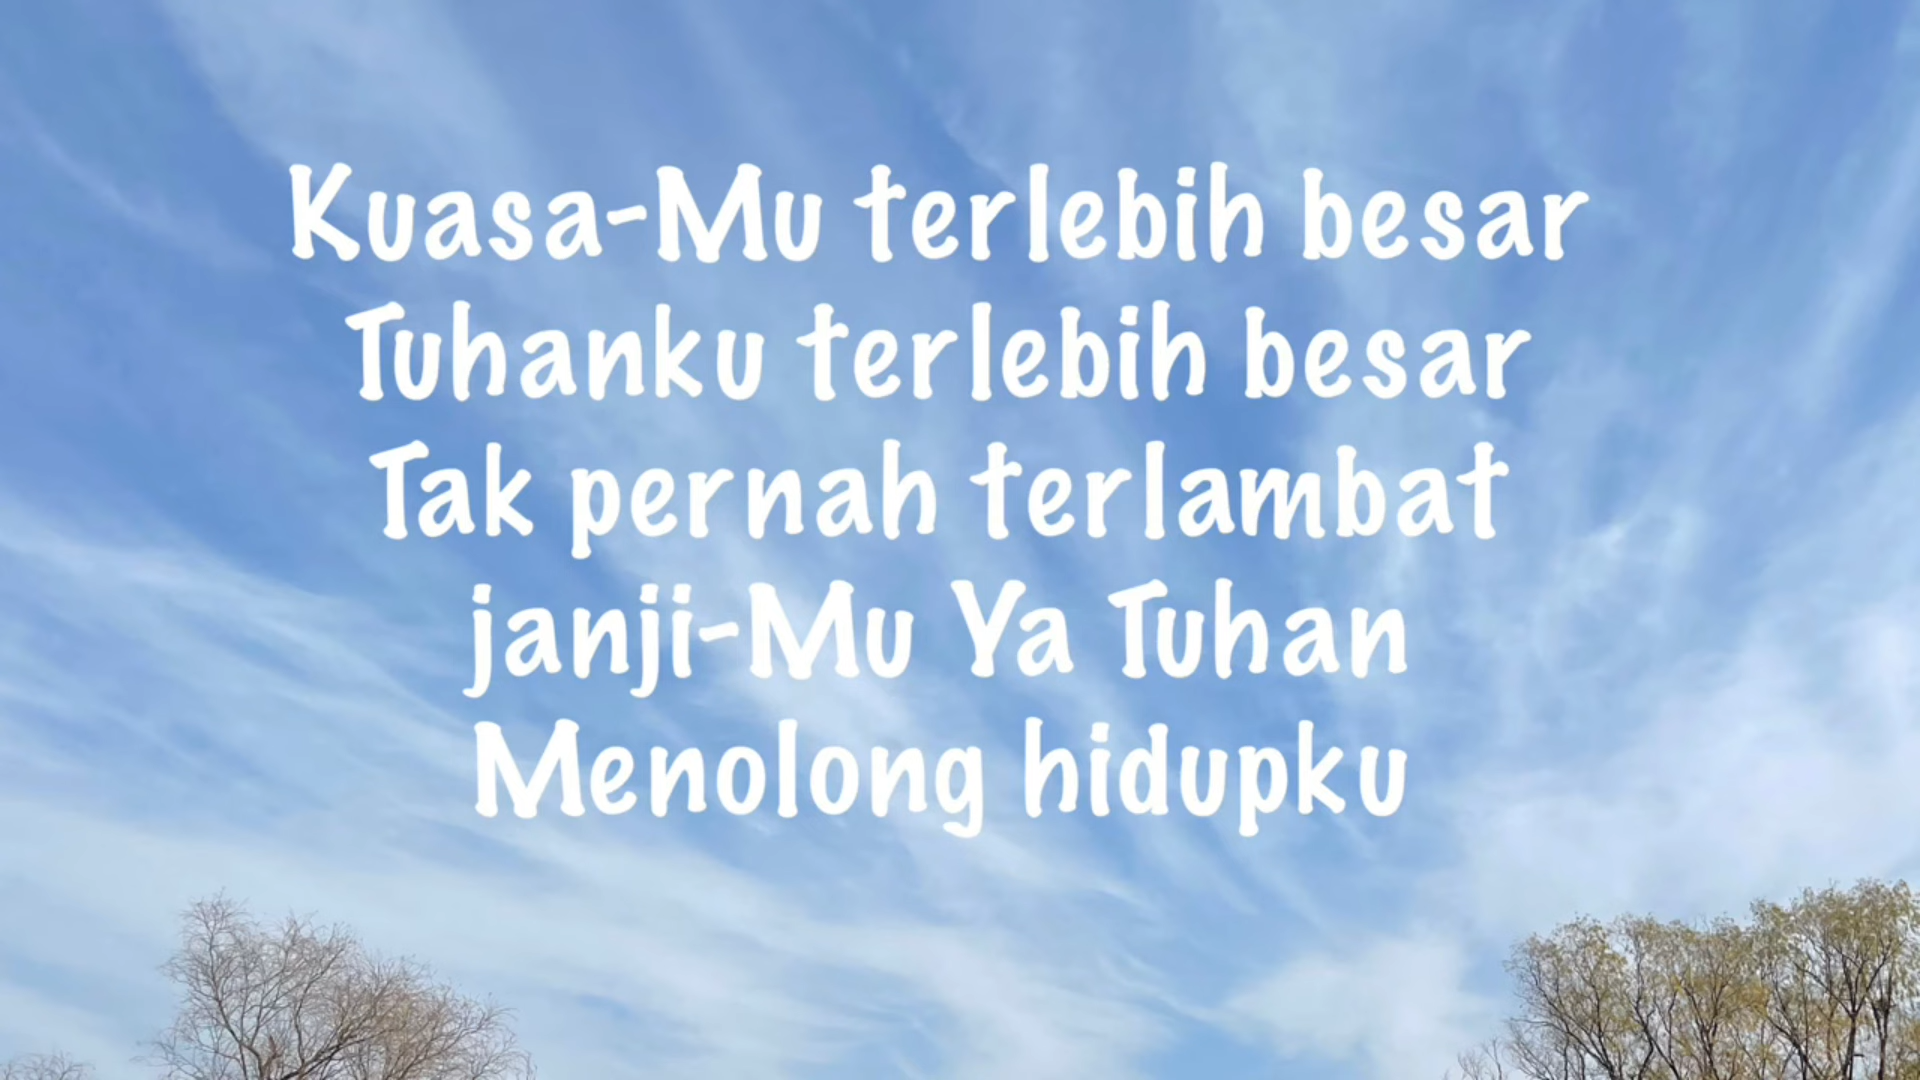 Kuasa-Mu terlebih besar
Tuhanku terlebih besar
Tak pernah terlambat
janji-Mu Ya Tuhan
Menolong hidupku